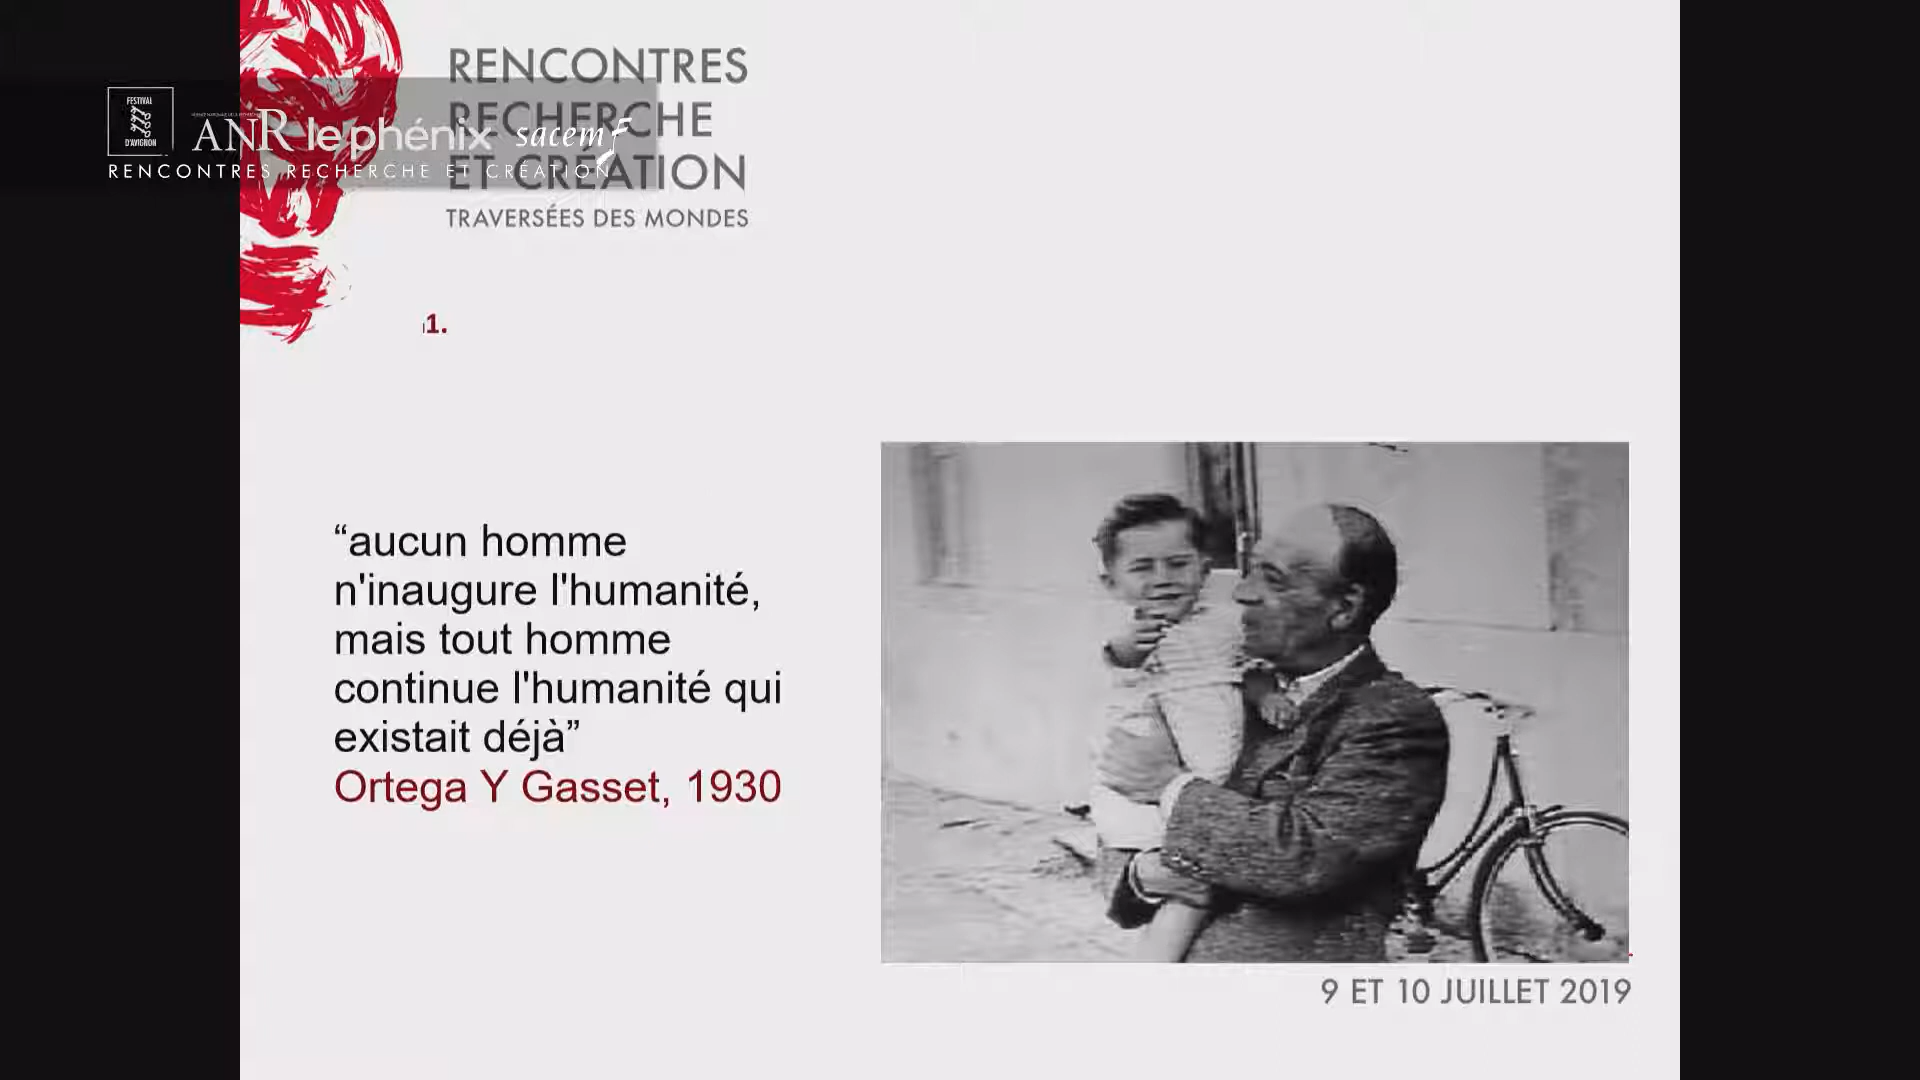 RENCONTRES
RECHERCHE
ET CRÉATION
TRAVERSÉES DES MONDES
FESTIVAL
D'AVIGNON
ANR
le phénix
sacem
RENCONTRES RECHERCHE ET CRÉATION
1.
“aucun homme
n'inaugure l'humanité,
mais tout homme
continue l'humanité qui
existait déjà”
Ortega Y Gasset, 1930
9 ET 10 JUILLET 2019